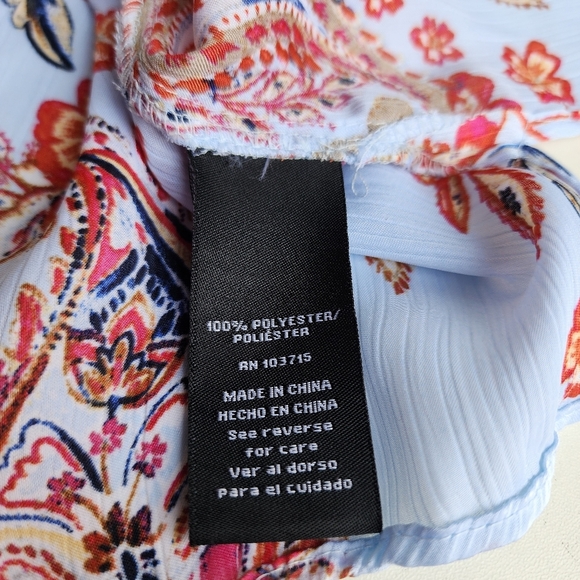 100% POLYESTER/
POLIÉSTER
RN 103715
MADE IN CHINA
HECHO EN CHINA
See reverse
for care
Ver al dorso
para el cuidado